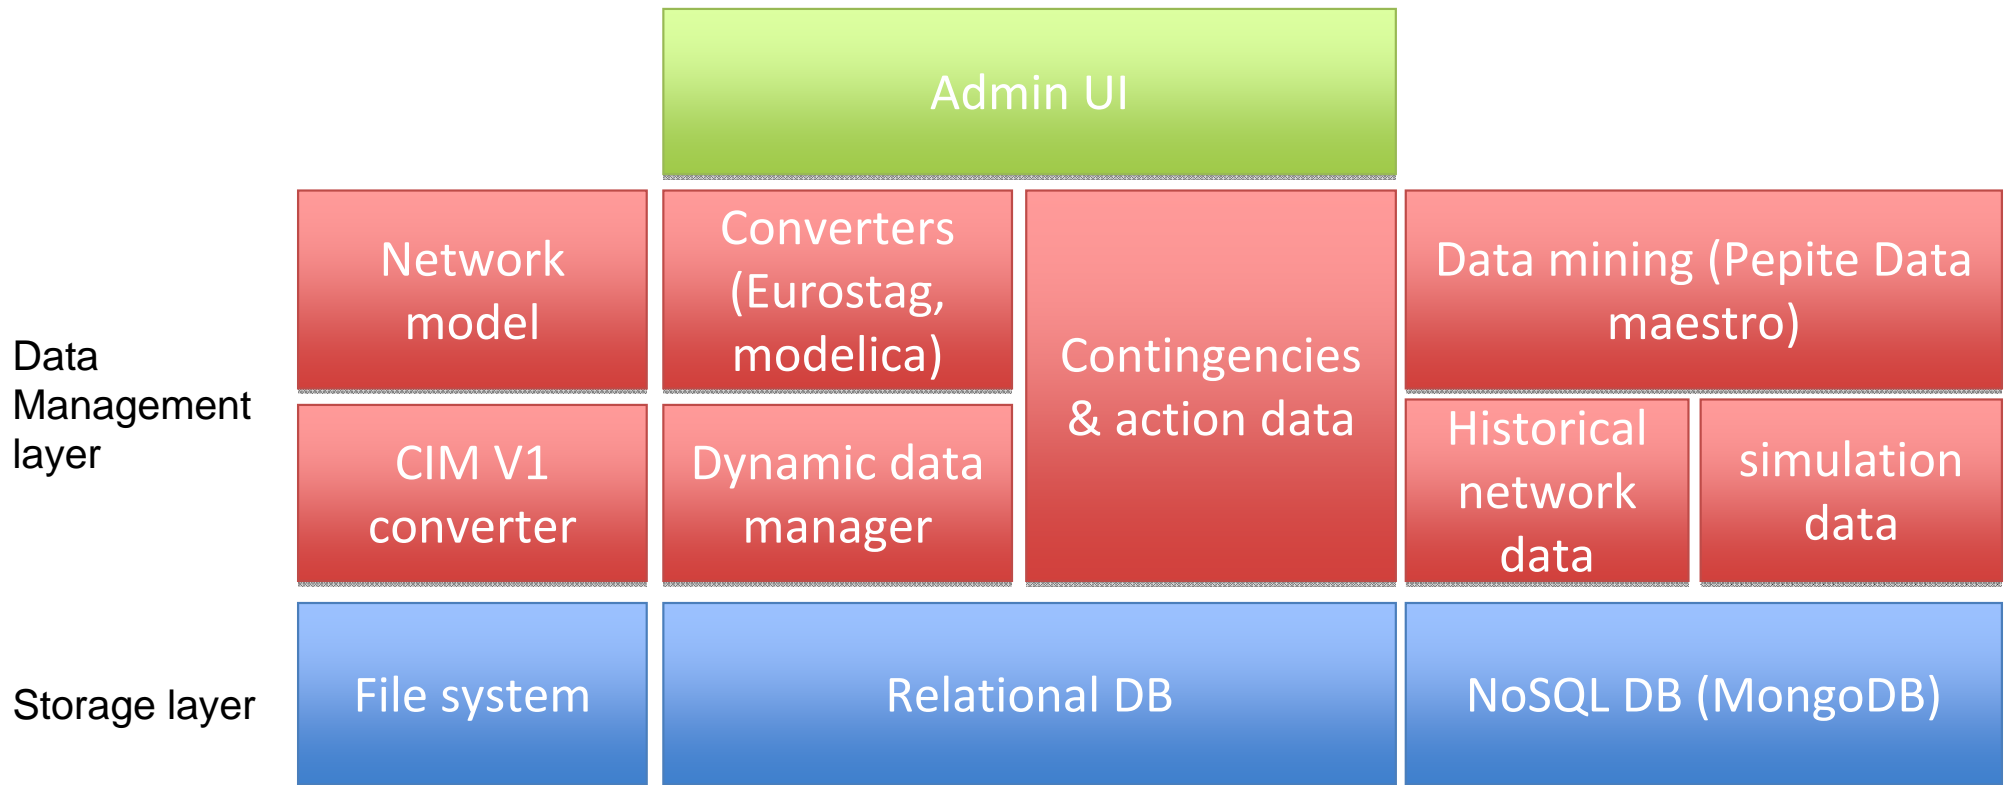 Admin UI
Network
model
Converters
(Eurostag,
modelica)
Contingencies
& action data
Data mining (Pepite Data
maestro)
Data
Management
layer
CIM V1
converter
Dynamic data
manager
Historical
network
data
simulation
data
Storage layer
File system
Relational DB
NoSQL DB (MongoDB)